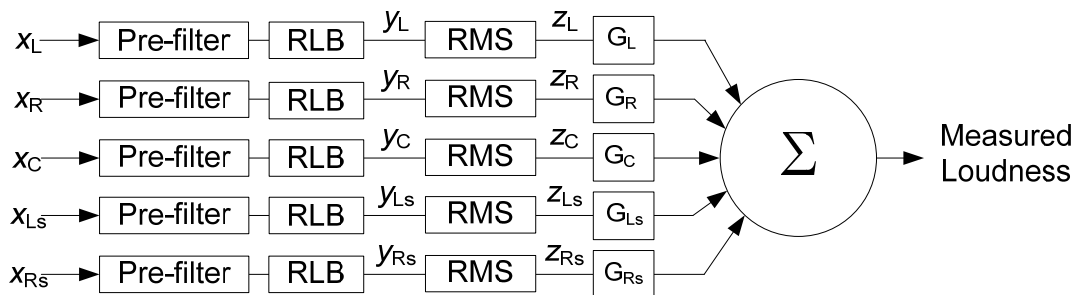 xL Pre-filter RLB yL RMS zL GL
xR Pre-filter RLB yR RMS zR GR
xC Pre-filter RLB yC RMS zC GC
xLs Pre-filter RLB yLs RMS zLs GLs
xRs Pre-filter RLB yRs RMS zRs GRs
Σ
Measured
Loudness